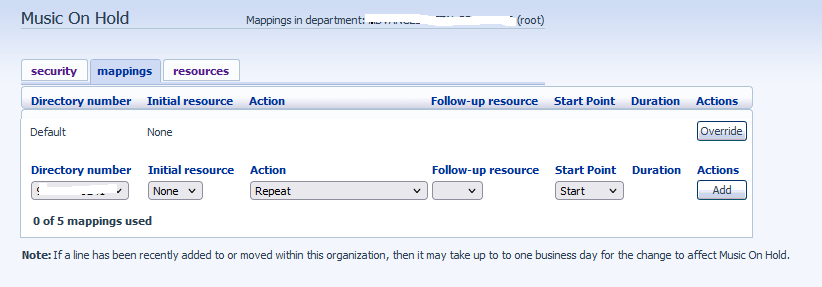 Music On Hold
Mappings in department: (root)
security mappings resources
Directory number Initial resource Action Follow-up resource Start Point Duration Actions
Default None Override
Directory number Initial resource Action Follow-up resource Start Point Duration Actions
None Repeat Start Add
0 of 5 mappings used
Note: If a line has been recently added to or moved within this organization, then it may take up to to one business day for the change to affect Music On Hold.